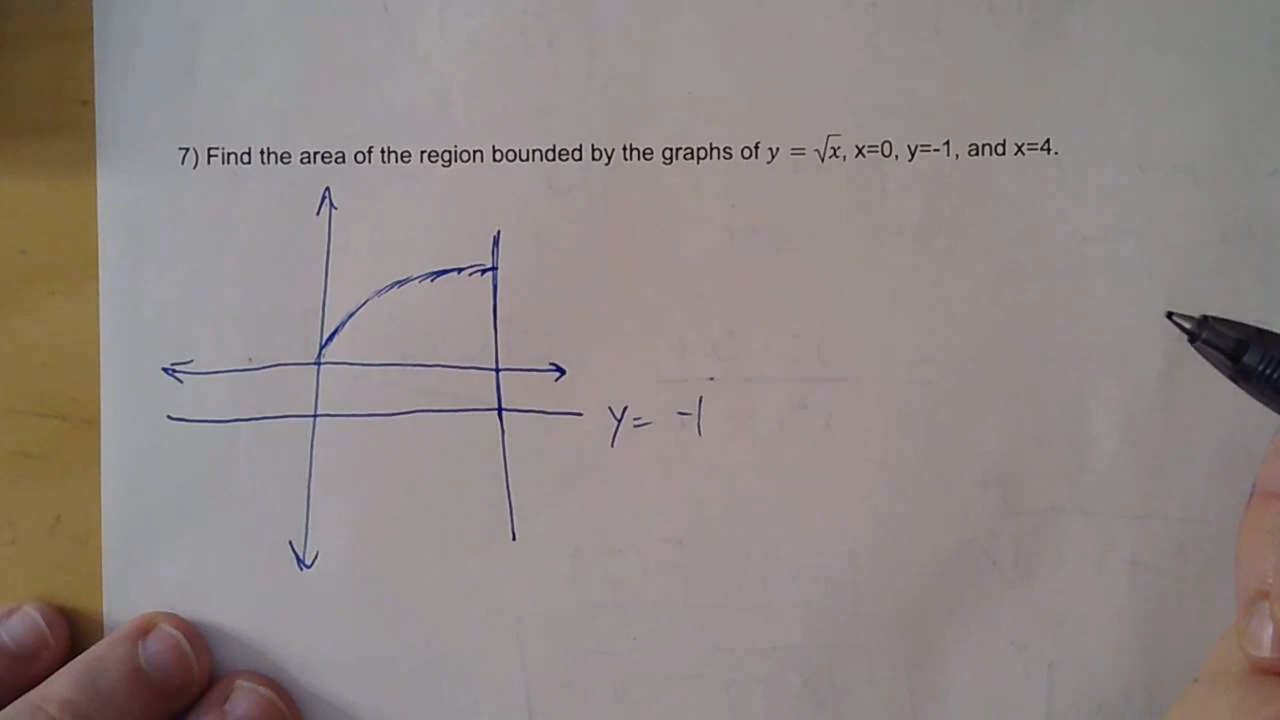 7) Find the area of the region bounded by the graphs of y = √x, x=0, y=-1, and x=4.
y= -1